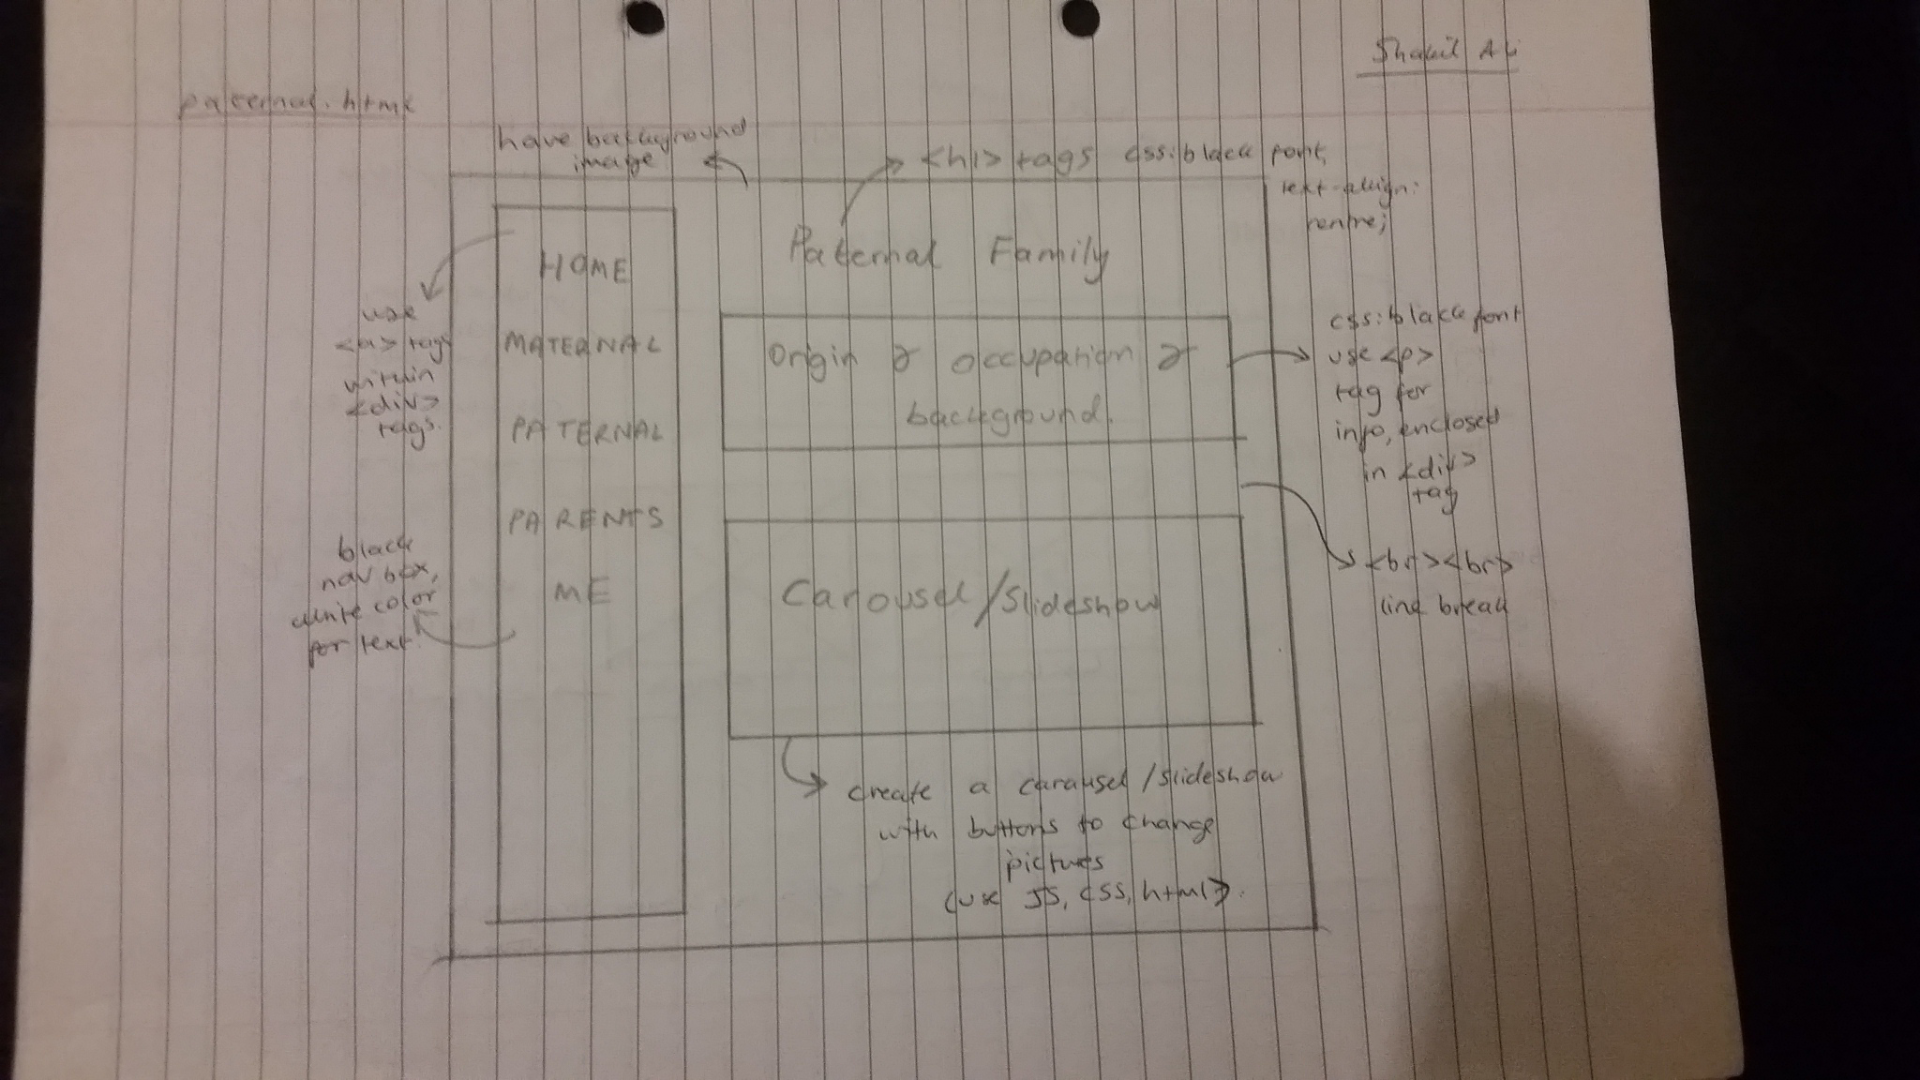 Shakil Ali
paternal.html
have background
image
<h1> tags css: black font,
text-align:
centre;
Paternal Family
HOME
MATERNAL
PATERNAL
PARENTS
ME
use
<a> tags
within
<div>
tags.
black
nav box,
white color
for text.
Origin & occupation &
background.
css: black font
use <p>
tag for
info, enclosed
in <div>
tag
<br><br>
line break
Carousel/Slideshow
create a carausel/slideshow
with buttons to change
pictures
(use JS, CSS, html).